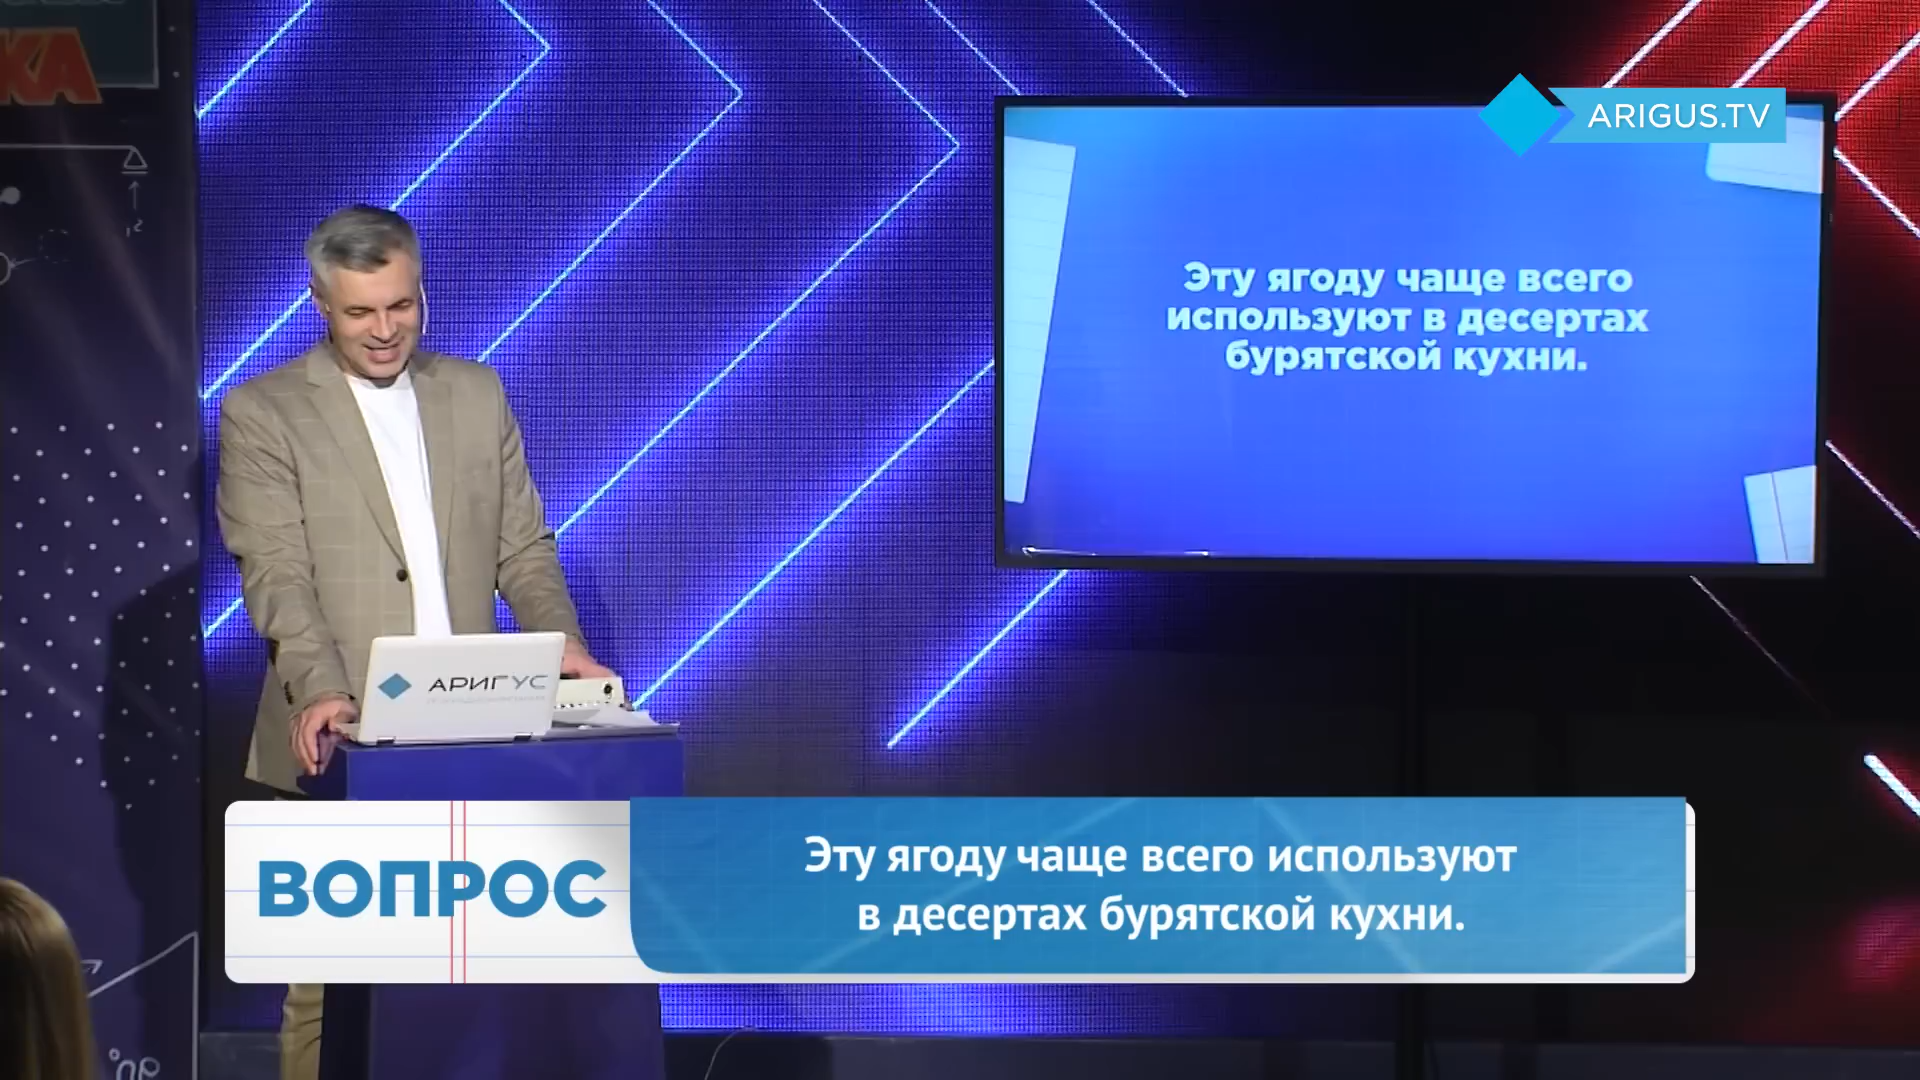 КА
ARIGUS.TV
Эту ягоду чаще всего
используют в десертах
бурятской кухни.
АРИГУС
ВОПРОС
Эту ягоду чаще всего используют
в десертах бурятской кухни.